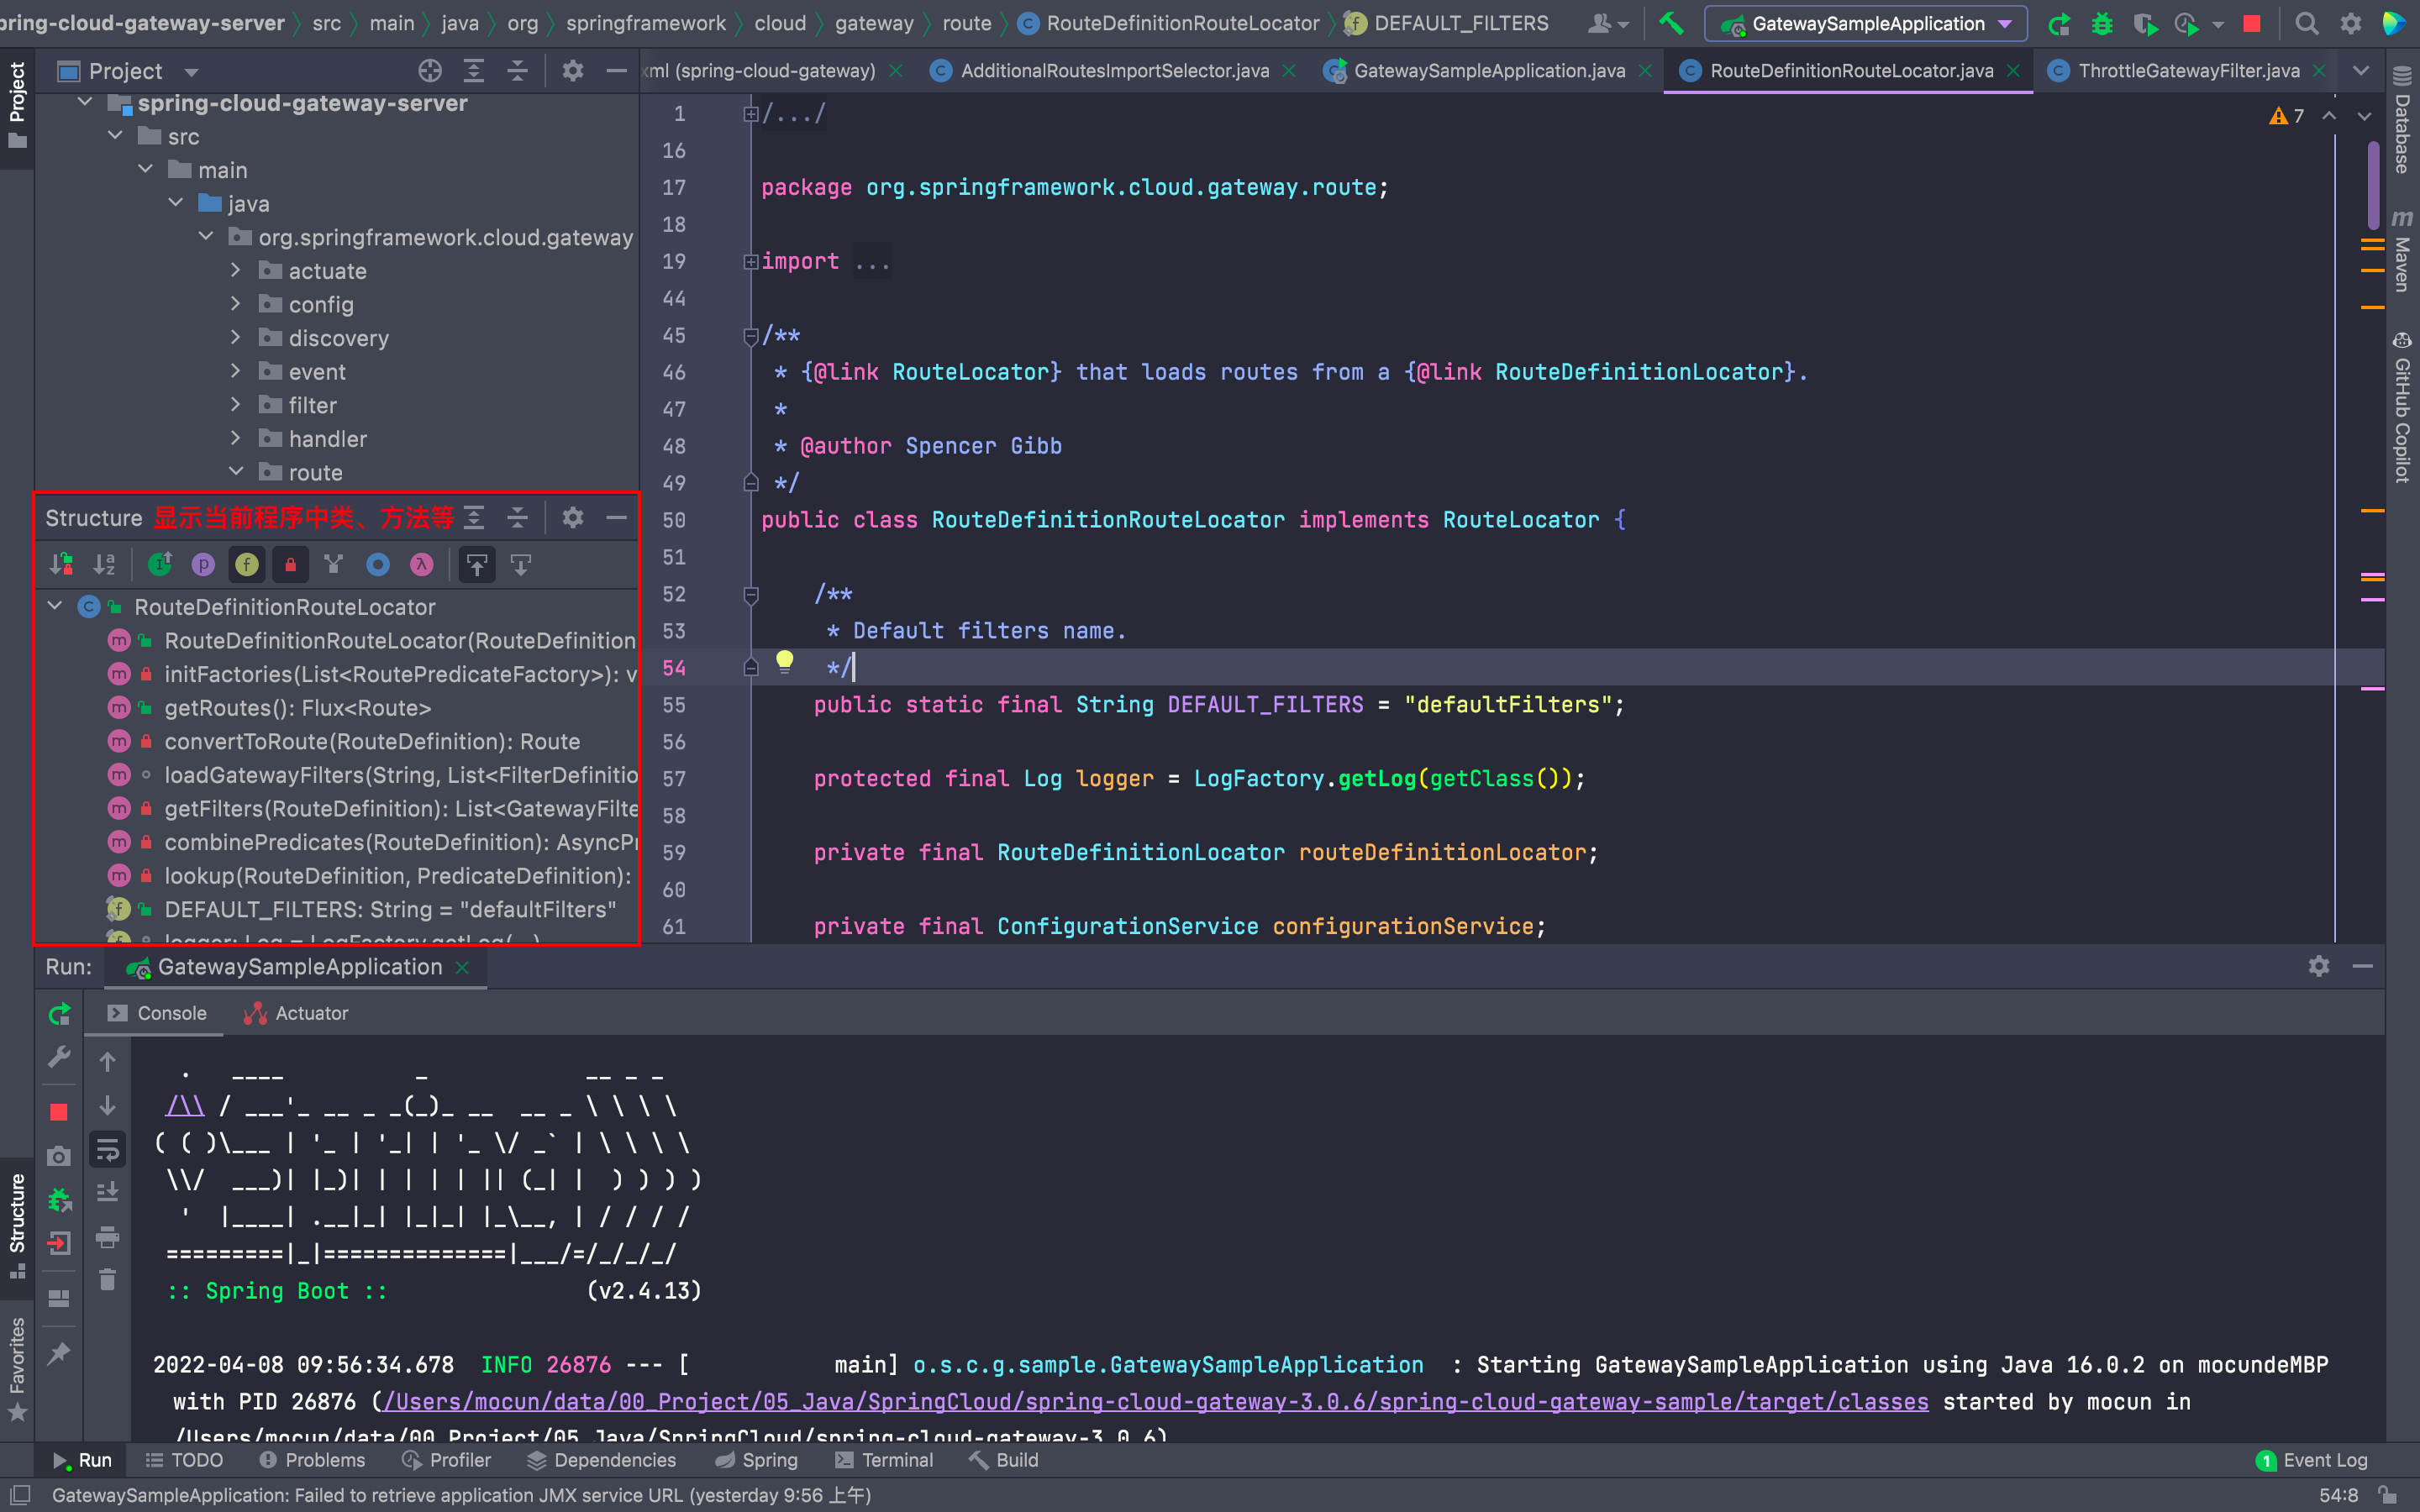 pring-cloud-gateway-server src main java org springframework cloud gateway route RouteDefinitionRouteLocator DEFAULT_FILTERS GatewaySampleApplication
Project
xml (spring-cloud-gateway) AdditionalRoutesImportSelector.java GatewaySampleApplication.java RouteDefinitionRouteLocator.java ThrottleGatewayFilter.java
Project
spring-cloud-gateway-server
src
main
java
org.springframework.cloud.gateway
actuate
config
discovery
event
filter
handler
route
Structure 显示当前程序中类、方法等
RouteDefinitionRouteLocator
RouteDefinitionRouteLocator(RouteDefinition
initFactories(List<RoutePredicateFactory>): v
getRoutes(): Flux<Route>
convertToRoute(RouteDefinition): Route
loadGatewayFilters(String, List<FilterDefinitio
getFilters(RouteDefinition): List<GatewayFilte
combinePredicates(RouteDefinition): AsyncPr
lookup(RouteDefinition, PredicateDefinition):
DEFAULT_FILTERS: String = "defaultFilters"
logger: Log = LogFactory.getLog(...)
7
1 /.../
16
17 package org.springframework.cloud.gateway.route;
18
19 import ...
44
45 /**
46 * {@link RouteLocator} that loads routes from a {@link RouteDefinitionLocator}.
47 *
48 * @author Spencer Gibb
49 */
50 public class RouteDefinitionRouteLocator implements RouteLocator {
51
52 /**
53 * Default filters name.
54 */
55 public static final String DEFAULT_FILTERS = "defaultFilters";
56
57 protected final Log logger = LogFactory.getLog(getClass());
58
59 private final RouteDefinitionLocator routeDefinitionLocator;
60
61 private final ConfigurationService configurationService;
Database
Maven
GitHub Copilot
Run: GatewaySampleApplication
Console Actuator
  .   ____          _            __ _ _
 /\\ / ___'_ __ _ _(_)_ __  __ _ \ \ \ \
( ( )\___ | '_ | '_| | '_ \/ _` | \ \ \ \
 \\/  ___)| |_)| | | | | || (_| |  ) ) ) )
  '  |____| .__|_| |_|_| |_\__, | / / / /
 =========|_|==============|___/=/_/_/_/
:: Spring Boot :: (v2.4.13)
2022-04-08 09:56:34.678 INFO 26876 --- [ main] o.s.c.g.sample.GatewaySampleApplication : Starting GatewaySampleApplication using Java 16.0.2 on mocundeMBP
with PID 26876 (/Users/mocun/data/00_Project/05_Java/SpringCloud/spring-cloud-gateway-3.0.6/spring-cloud-gateway-sample/target/classes started by mocun in
/Users/mocun/data/00_Project/05_Java/SpringCloud/spring-cloud-gateway-3.0.6)
Structure
Favorites
Run TODO Problems Profiler Dependencies Spring Terminal Build 1 Event Log
GatewaySampleApplication: Failed to retrieve application JMX service URL (yesterday 9:56 上午) 54:8